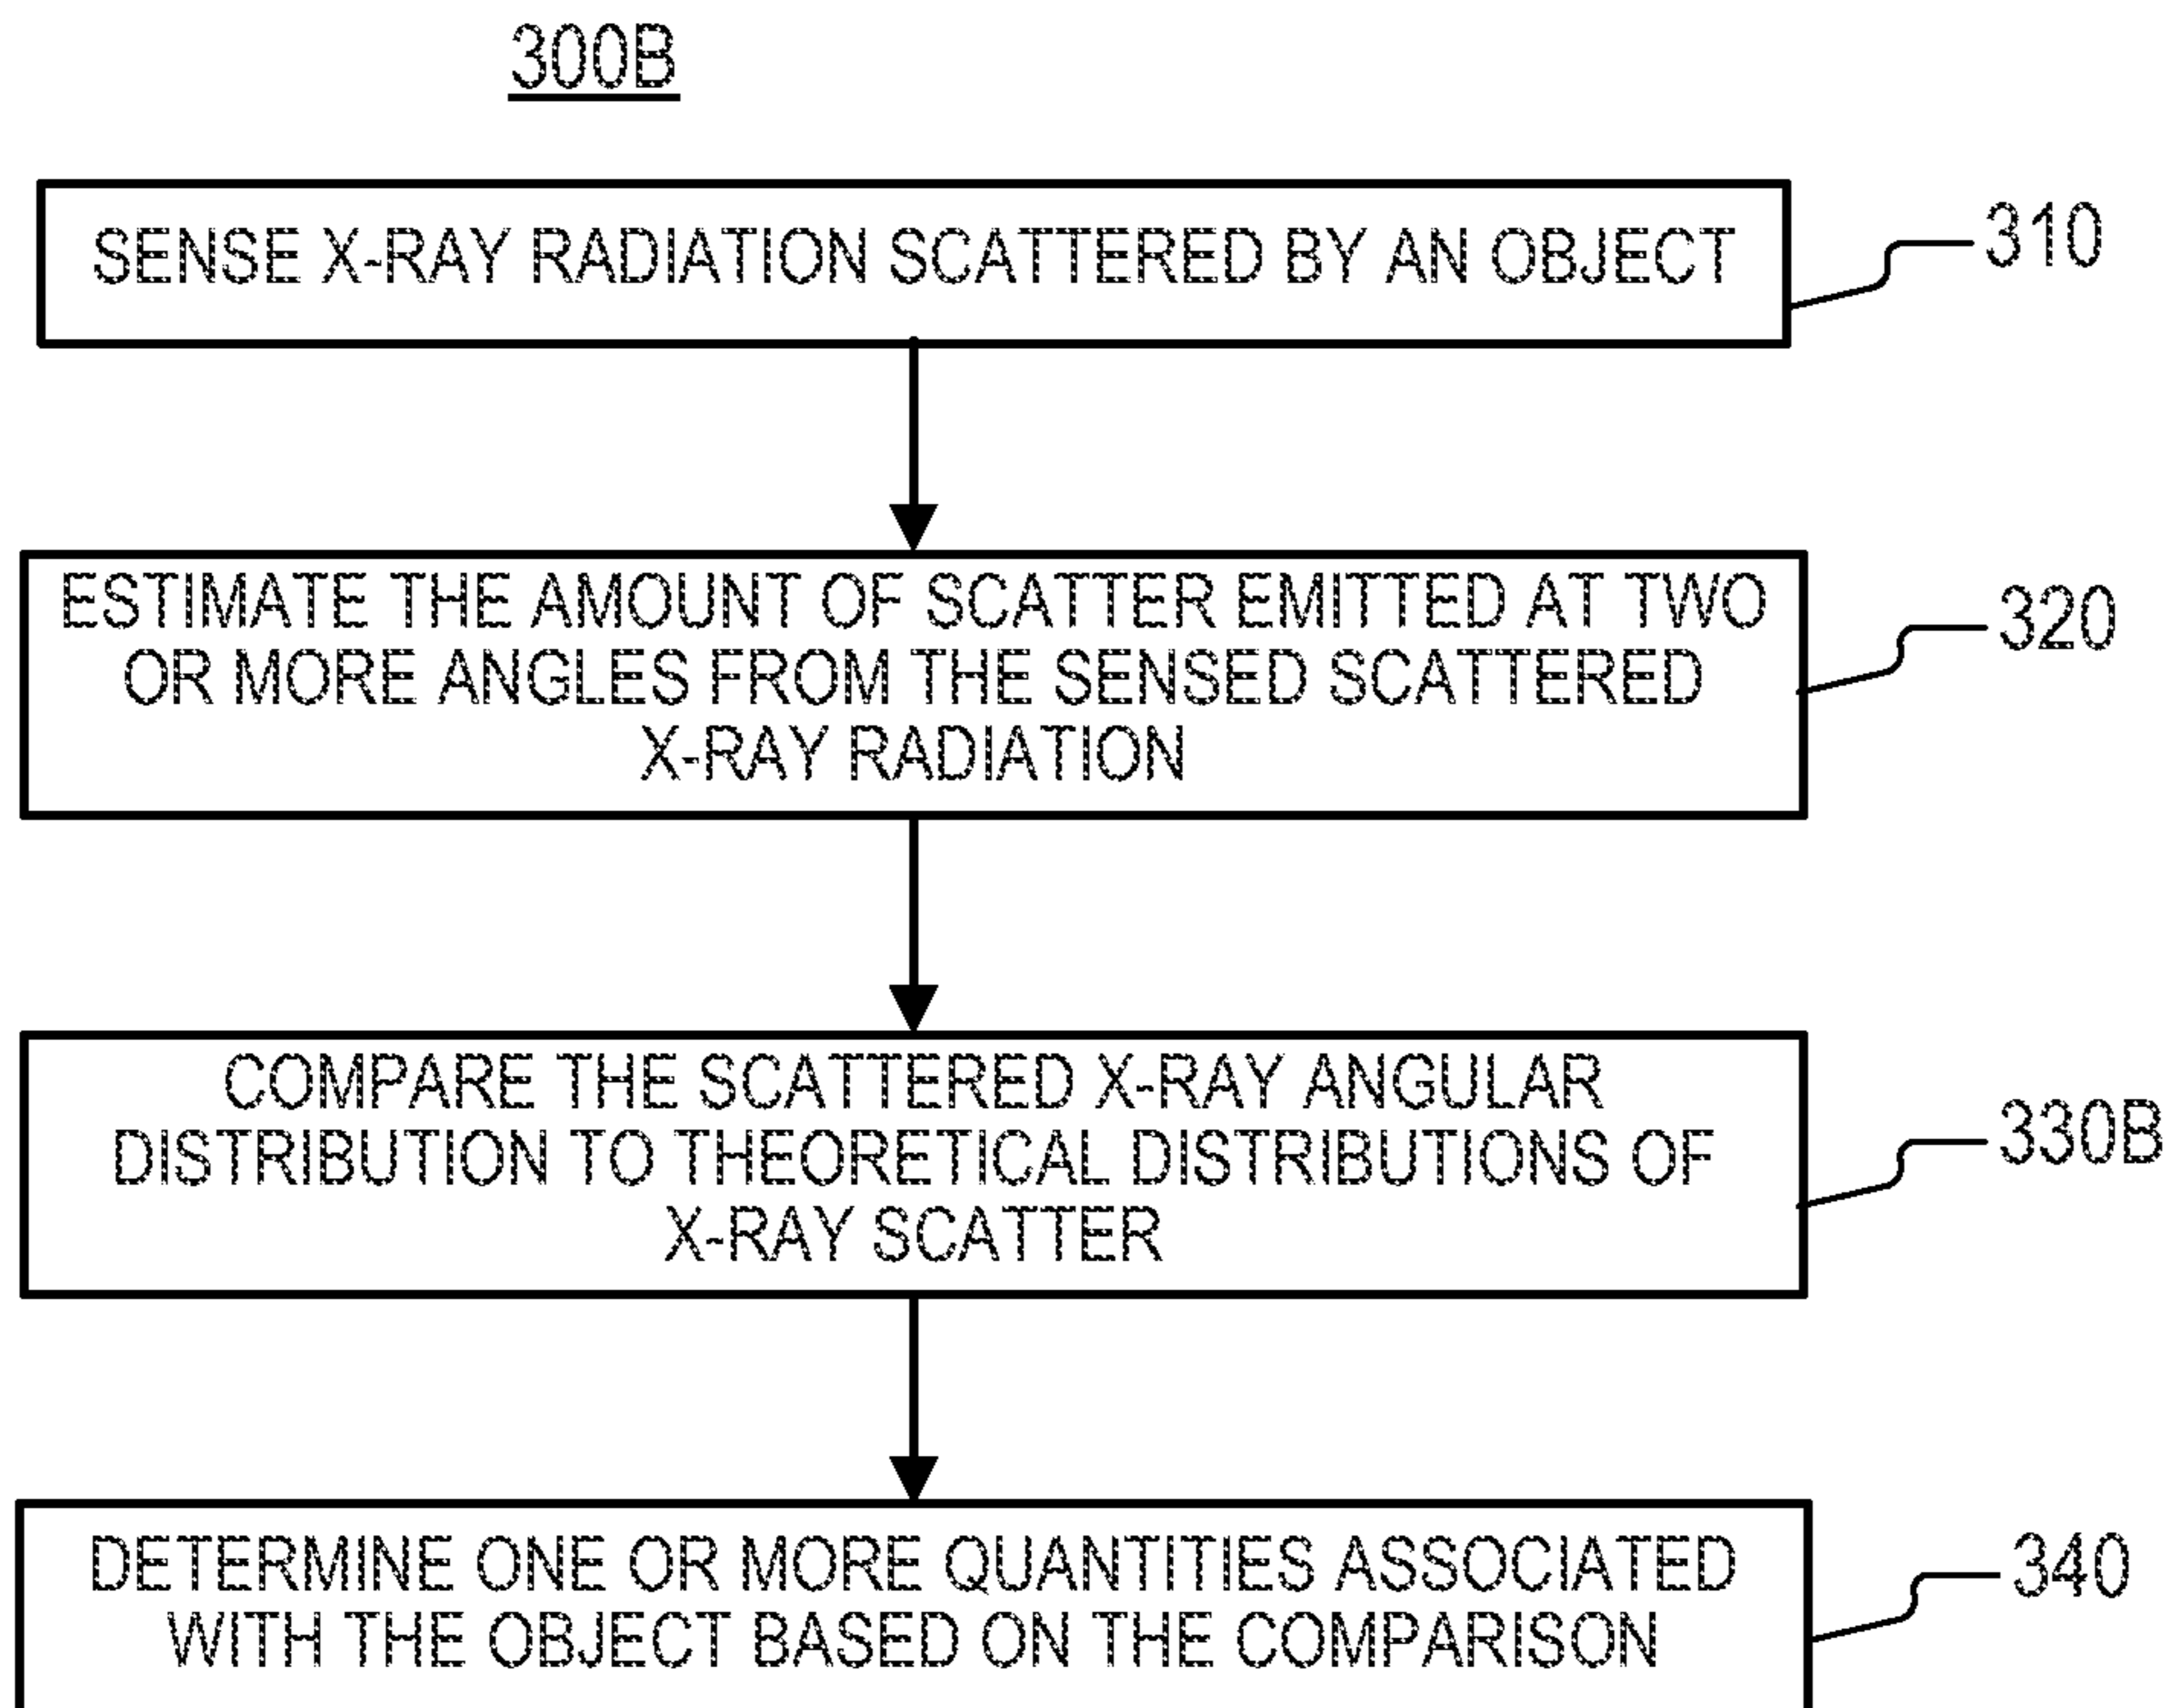 300B
SENSE X-RAY RADIATION SCATTERED BY AN OBJECT
310
ESTIMATE THE AMOUNT OF SCATTER EMITTED AT TWO
OR MORE ANGLES FROM THE SENSED SCATTERED
X-RAY RADIATION
320
COMPARE THE SCATTERED X-RAY ANGULAR
DISTRIBUTION TO THEORETICAL DISTRIBUTIONS OF
X-RAY SCATTER
330B
DETERMINE ONE OR MORE QUANTITIES ASSOCIATED
WITH THE OBJECT BASED ON THE COMPARISON
340